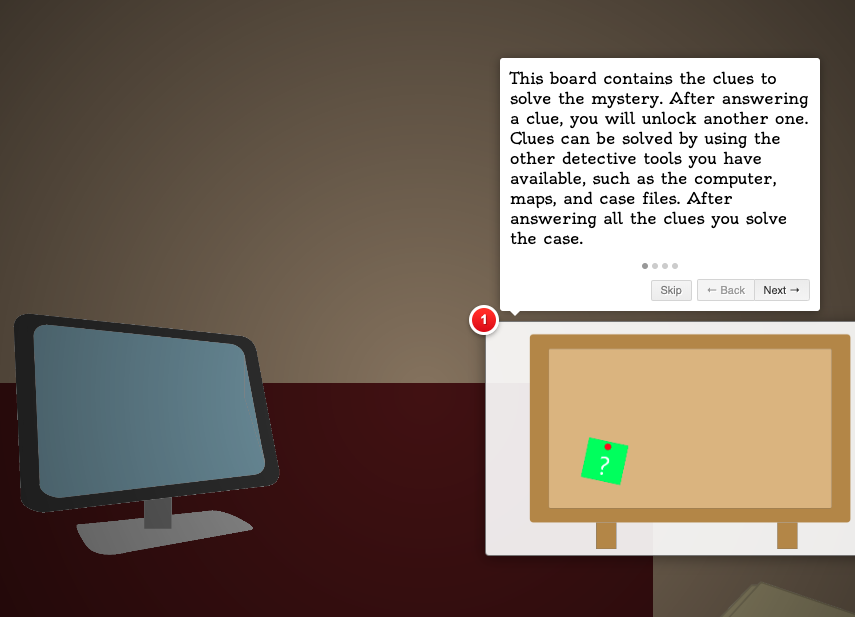 This board contains the clues to
solve the mystery. After answering
a clue, you will unlock another one.
Clues can be solved by using the
other detective tools you have
available, such as the computer,
maps, and case files. After
answering all the clues you solve
the case.
Skip ← Back Next →
1
?